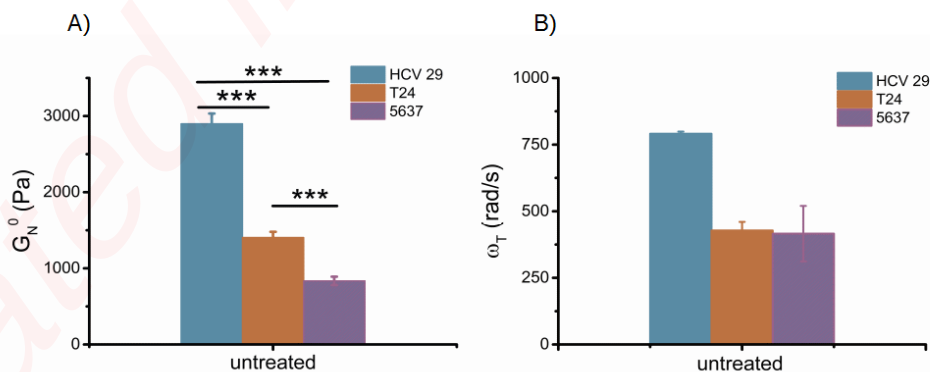 A)
***
***
***
HCV 29
T24
5637
3000
2000
1000
0
G_N^0 (Pa)
untreated
B)
HCV 29
T24
5637
1000
750
500
250
0
ω_T (rad/s)
untreated